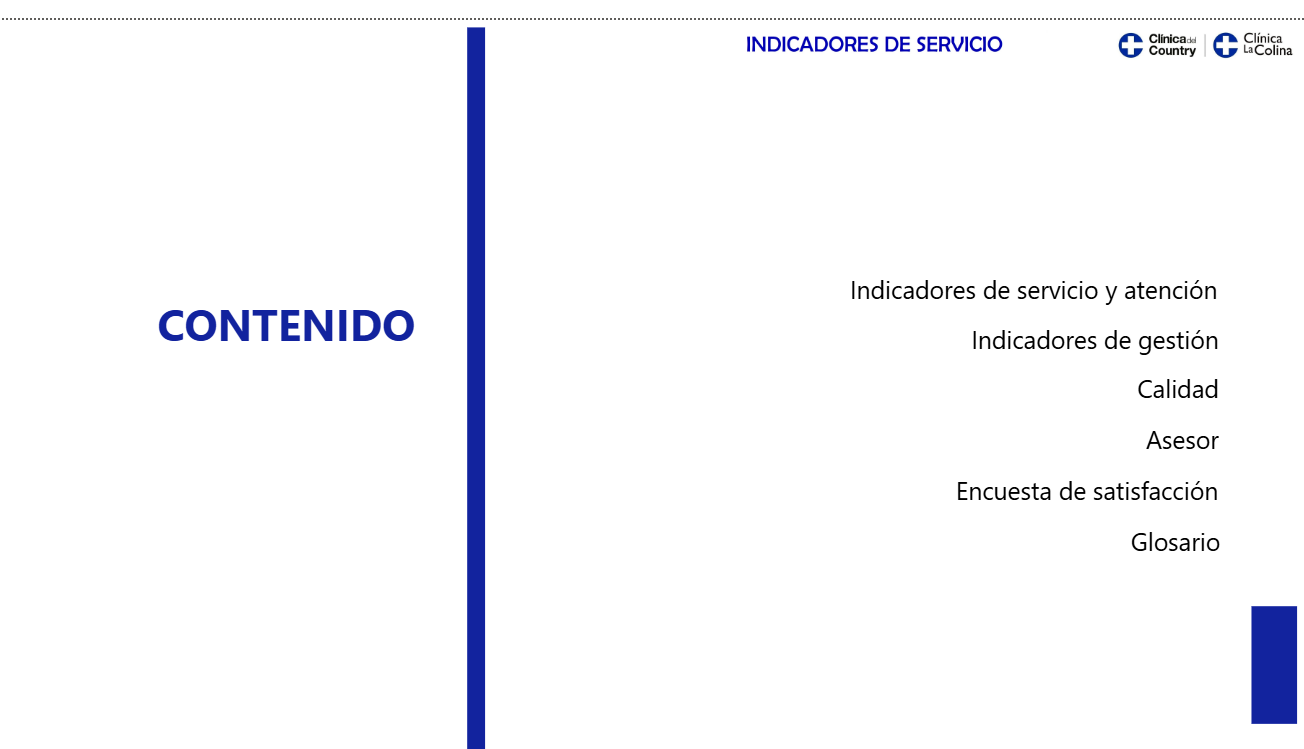 INDICADORES DE SERVICIO
Clínica del
Country
Clínica
La Colina
CONTENIDO
Indicadores de servicio y atención
Indicadores de gestión
Calidad
Asesor
Encuesta de satisfacción
Glosario